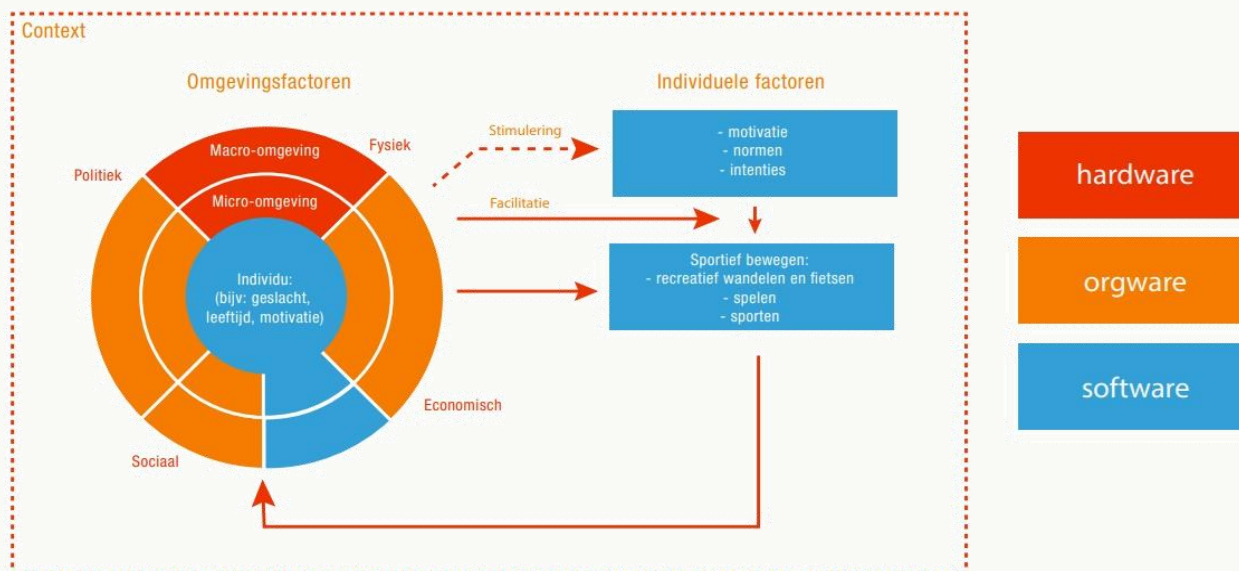 Context
Omgevingsfactoren
Individuele factoren
Politiek
Macro-omgeving
Fysiek
Micro-omgeving
Individu:
(bijv: geslacht,
leeftijd, motivatie)
Economisch
Sociaal
Stimulering
Facilitatie
- motivatie
- normen
- intenties
Sportief bewegen:
- recreatief wandelen en fietsen
- spelen
- sporten
hardware
orgware
software